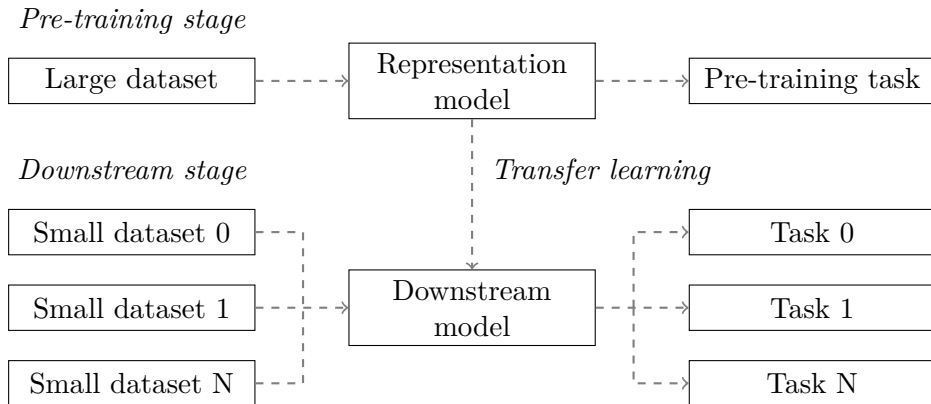 Pre-training stage
Large dataset
Representation
model
Pre-training task
Downstream stage
Transfer learning
Small dataset 0
Small dataset 1
Small dataset N
Downstream
model
Task 0
Task 1
Task N